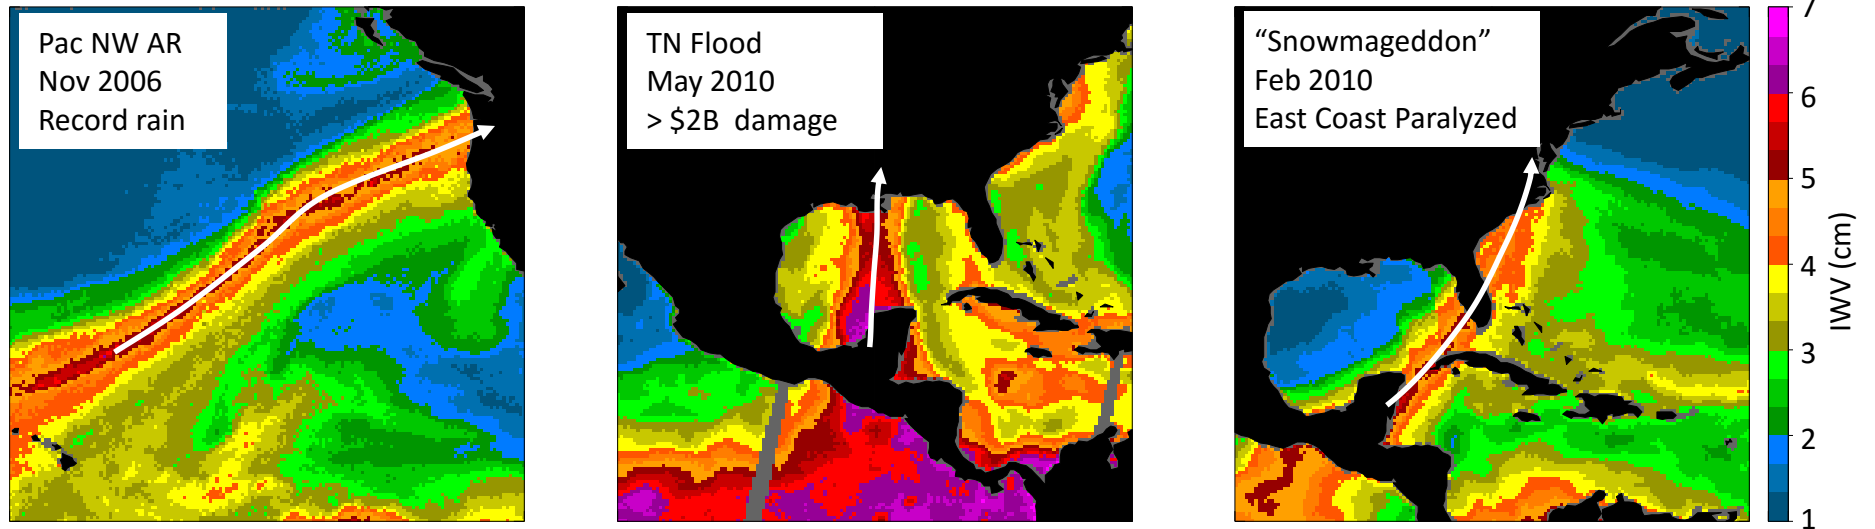 Pac NW AR
Nov 2006
Record rain
TN Flood
May 2010
> $2B damage
“Snowmageddon”
Feb 2010
East Coast Paralyzed
7
6
5
4
3
2
1
IWV (cm)